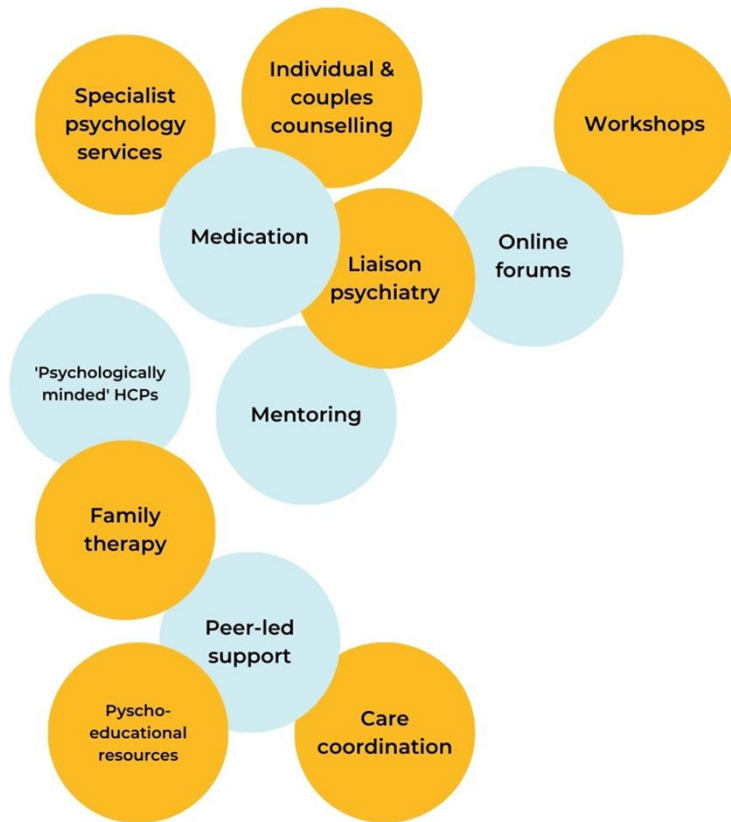 Specialist
psychology
services
Individual &
couples
counselling
Workshops
Medication
Liaison
psychiatry
Online
forums
'Psychologically
minded' HCPs
Mentoring
Family
therapy
Peer-led
support
Pyscho-
educational
resources
Care
coordination